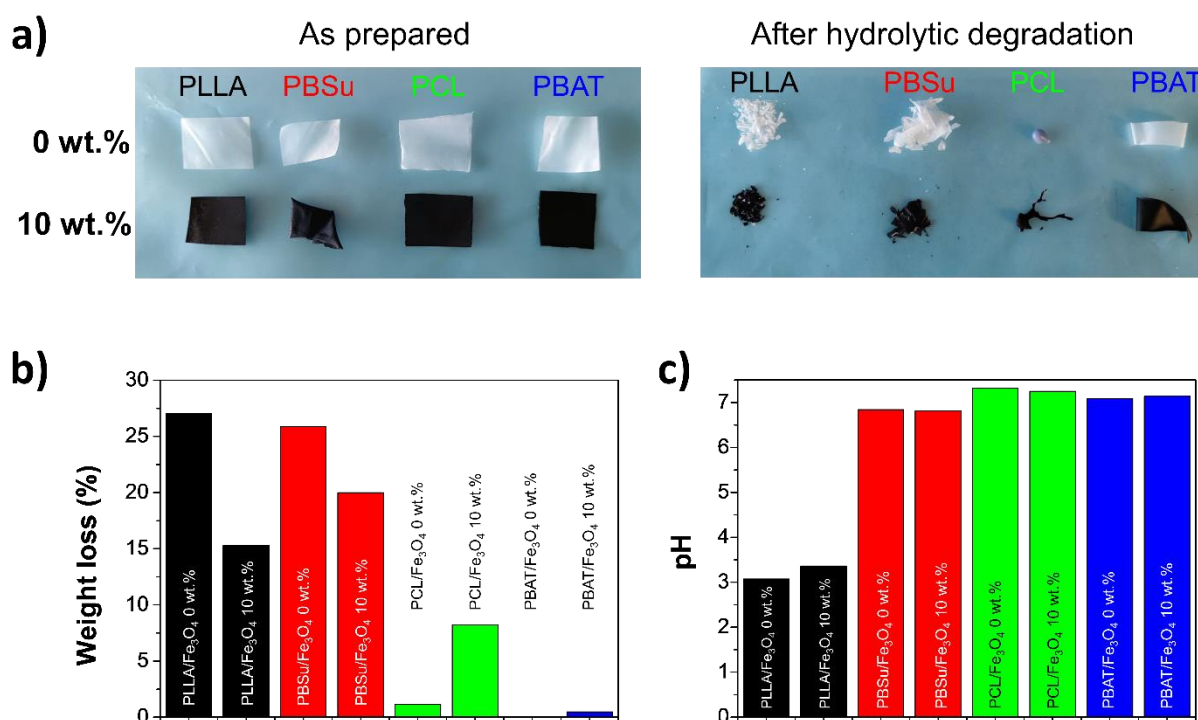 a)
As prepared
After hydrolytic degradation
PLLA PBSu PCL PBAT
PLLA PBSu PCL PBAT
0 wt.%
10 wt.%
b)
Weight loss (%)
30
25
20
15
10
5
0
PLLA/Fe₃O₄ 0 wt.%
PLLA/Fe₃O₄ 10 wt.%
PBSu/Fe₃O₄ 0 wt.%
PBSu/Fe₃O₄ 10 wt.%
PCL/Fe₃O₄ 0 wt.%
PCL/Fe₃O₄ 10 wt.%
PBAT/Fe₃O₄ 0 wt.%
PBAT/Fe₃O₄ 10 wt.%
c)
pH
7
6
5
4
3
2
1
0
PLLA/Fe₃O₄ 0 wt.%
PLLA/Fe₃O₄ 10 wt.%
PBSu/Fe₃O₄ 0 wt.%
PBSu/Fe₃O₄ 10 wt.%
PCL/Fe₃O₄ 0 wt.%
PCL/Fe₃O₄ 10 wt.%
PBAT/Fe₃O₄ 0 wt.%
PBAT/Fe₃O₄ 10 wt.%